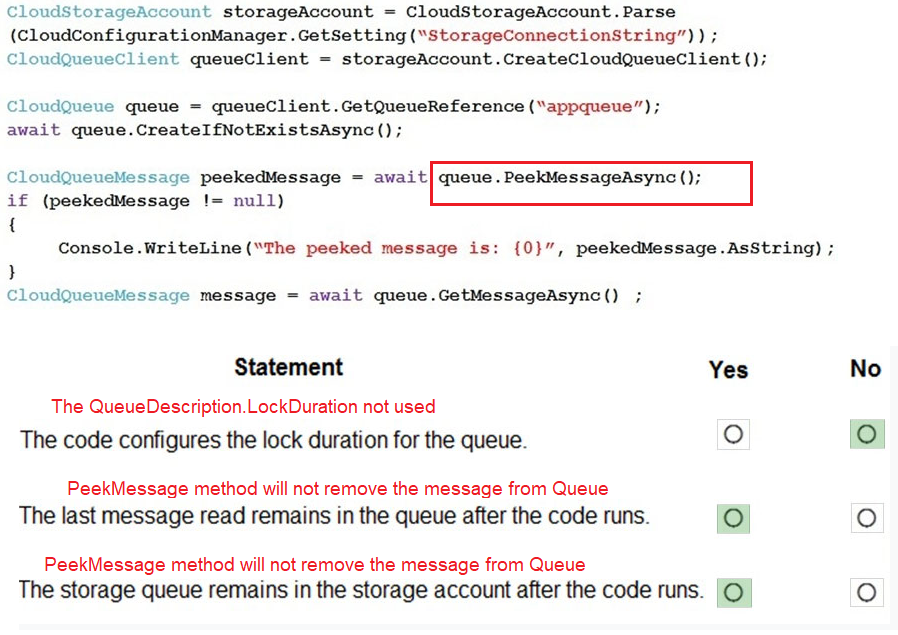 CloudStorageAccount storageAccount = CloudStorageAccount.Parse
(CloudConfigurationManager.GetSetting(“StorageConnectionString”));
CloudQueueClient queueClient = storageAccount.CreateCloudQueueClient();
CloudQueue queue = queueClient.GetQueueReference(“appqueue”);
await queue.CreateIfNotExistsAsync();
CloudQueueMessage peekedMessage = await queue.PeekMessageAsync();
if (peekedMessage != null)
{
Console.WriteLine(“The peeked message is: {0}”, peekedMessage.AsString);
}
CloudQueueMessage message = await queue.GetMessageAsync() ;
Statement Yes No
The QueueDescription.LockDuration not used
The code configures the lock duration for the queue.
PeekMessage method will not remove the message from Queue
The last message read remains in the queue after the code runs.
PeekMessage method will not remove the message from Queue
The storage queue remains in the storage account after the code runs.